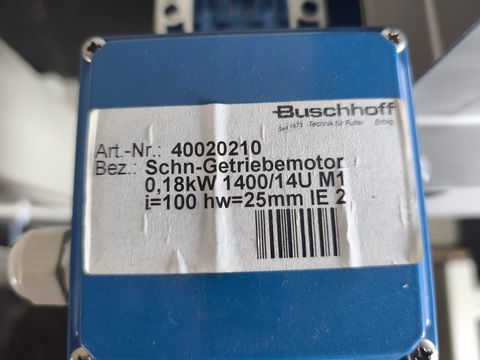 Buschhoff
Seit 1973 Technik für Futter Erfolg
Art.-Nr.: 40020210
Bez.: Schn-Getriebemotor
0,18kW 1400/14U M1
i=100 hw=25mm IE 2